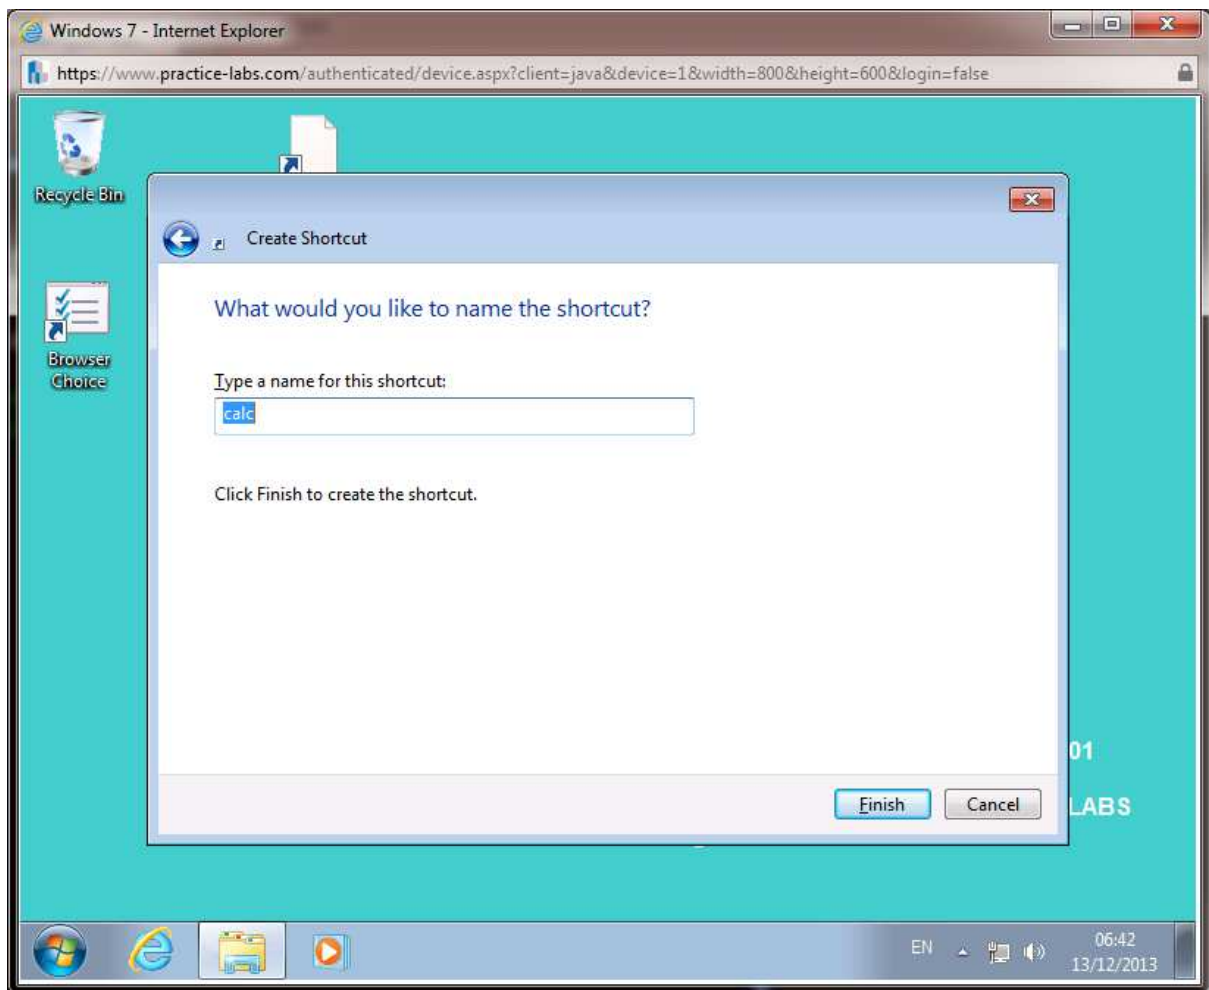 Windows 7 - Internet Explorer
https://www.practice-labs.com/authenticated/device.aspx?client=java&device=1&width=800&height=600&login=false
Recycle Bin
Browser
Choice
Create Shortcut
What would you like to name the shortcut?
Type a name for this shortcut:
calc
Click Finish to create the shortcut.
Finish
Cancel
01
LABS
EN
06:42
13/12/2013